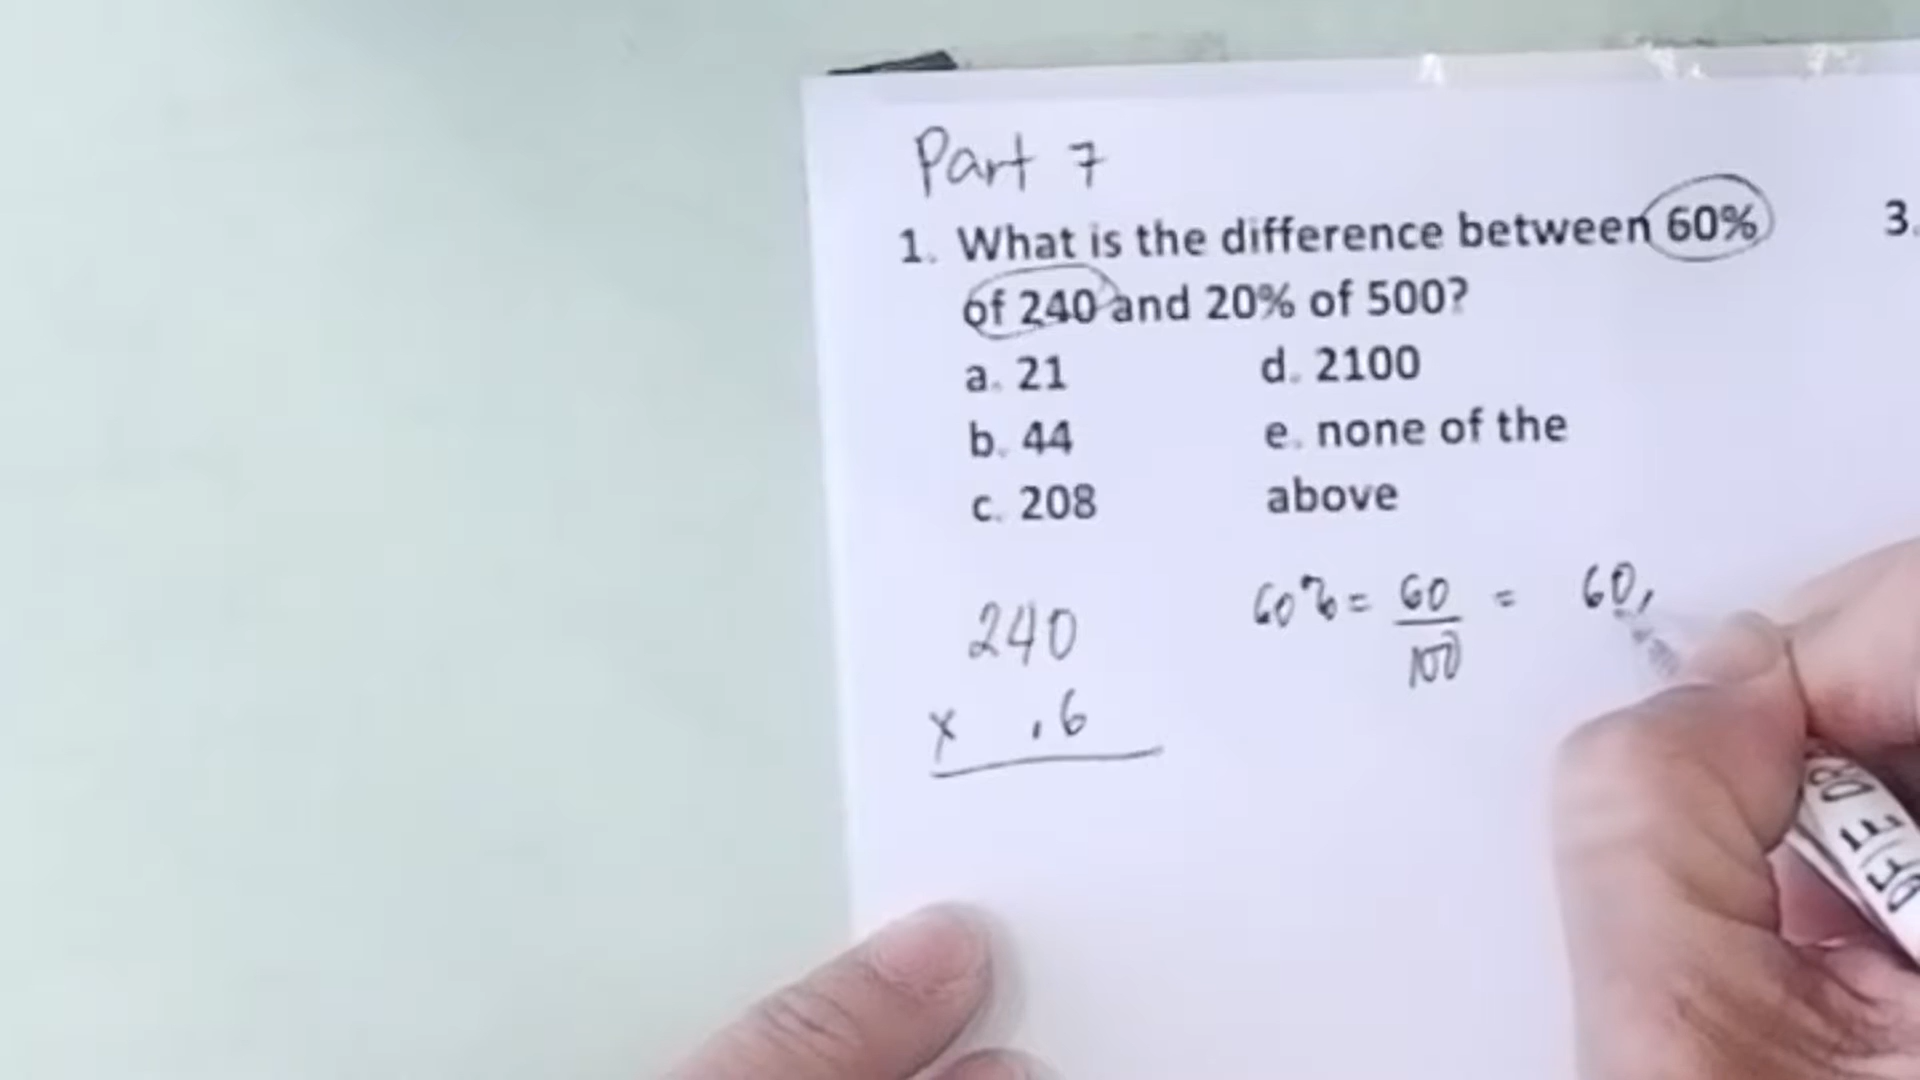 Part 7
1. What is the difference between 60%
of 240 and 20% of 500?
a. 21
d. 2100
b. 44
e. none of the
above
c. 208
240
x .6
60% = 60/100 = 60.
3.